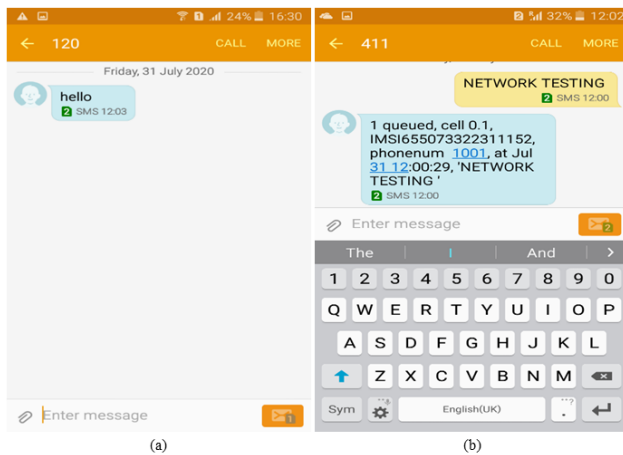 24% 16:30
120 CALL MORE
Friday, 31 July 2020
hello
2 SMS 12:03
Enter message
1
(a)
2 32% 12:02
411 CALL MORE
NETWORK TESTING
2 SMS 12:00
1 queued, cell 0.1,
IMSI655073322311152,
phonenum 1001, at Jul
31 12:00:29, 'NETWORK
TESTING '
2 SMS 12:00
Enter message
2
The I And
1 2 3 4 5 6 7 8 9 0
Q W E R T Y U I O P
A S D F G H J K L
Z X C V B N M
Sym English(UK) .
(b)